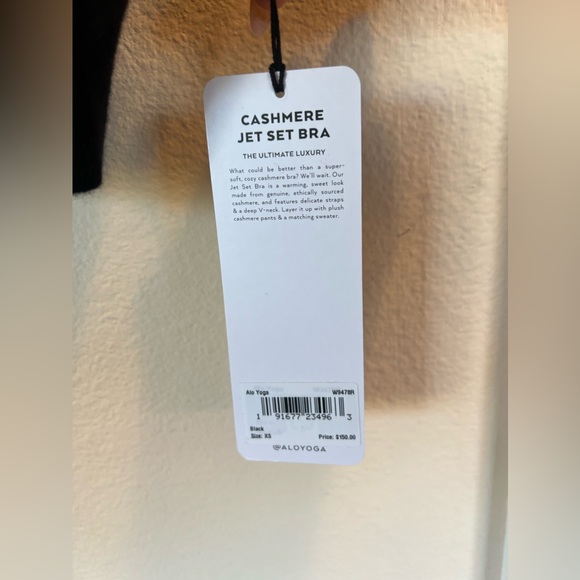 CASHMERE
JET SET BRA
THE ULTIMATE LUXURY
What could be better than a super-
soft, cozy cashmere bra? We'll wait. Our
Jet Set Bra is a warming, sweet look
made from genuine, ethically sourced
cashmere, and features delicate straps
& a deep V-neck. Layer it up with plush
cashmere pants & a matching sweater.
Alo Yoga W9478R
1 91677 23496 3
Black
Size: XS Price: $150.00
@ALOYOGA